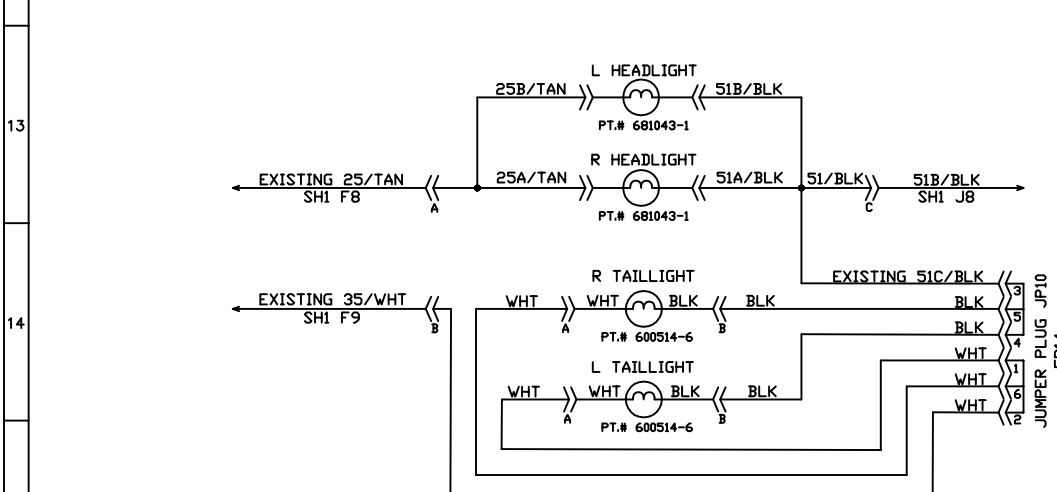 L HEADLIGHT
25B/TAN 51B/BLK
PT.# 681043-1
13
R HEADLIGHT
EXISTING 25/TAN 25A/TAN 51A/BLK 51/BLK 51B/BLK
SH1 F8 SH1 J8
A C
PT.# 681043-1
R TAILLIGHT EXISTING 51C/BLK
3
EXISTING 35/WHT WHT WHT BLK BLK BLK
SH1 F9
14
B A B 5
PT.# 600514-6
BLK
4
L TAILLIGHT WHT
1
WHT WHT BLK BLK WHT
6
A B
PT.# 600514-6
WHT
2
JUMPER PLUG JP10